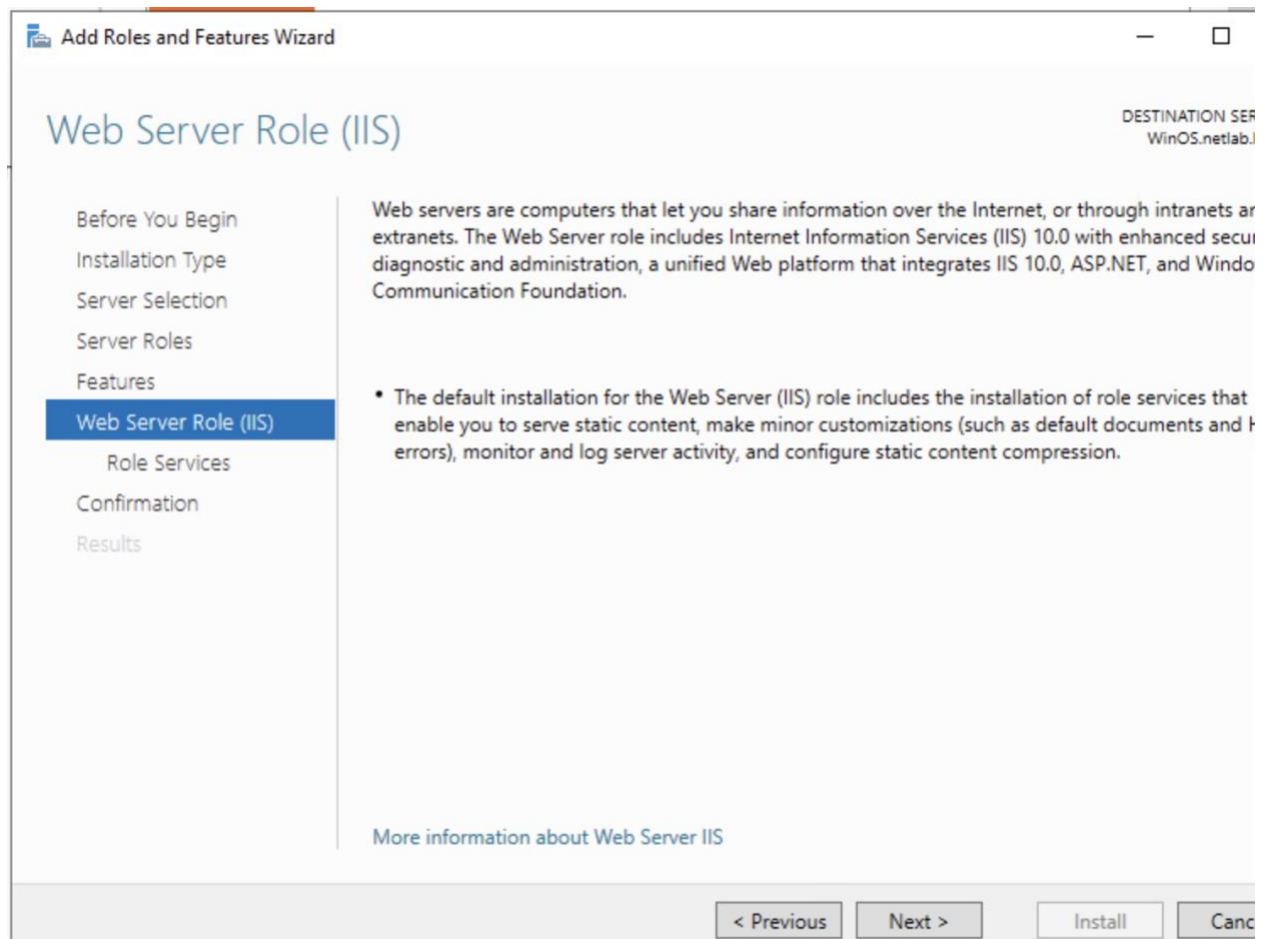 Add Roles and Features Wizard
Web Server Role (IIS)
DESTINATION SER
WinOS.netlab.
Before You Begin
Installation Type
Server Selection
Server Roles
Features
Web Server Role (IIS)
Role Services
Confirmation
Results
Web servers are computers that let you share information over the Internet, or through intranets
extranets. The Web Server role includes Internet Information Services (IIS) 10.0 with enhanced secur
diagnostic and administration, a unified Web platform that integrates IIS 10.0, ASP.NET, and Windo
Communication Foundation.
• The default installation for the Web Server (IIS) role includes the installation of role services that
enable you to serve static content, make minor customizations (such as default documents and
errors), monitor and log server activity, and configure static content compression.
More information about Web Server IIS
< Previous
Next >
Install
Canc